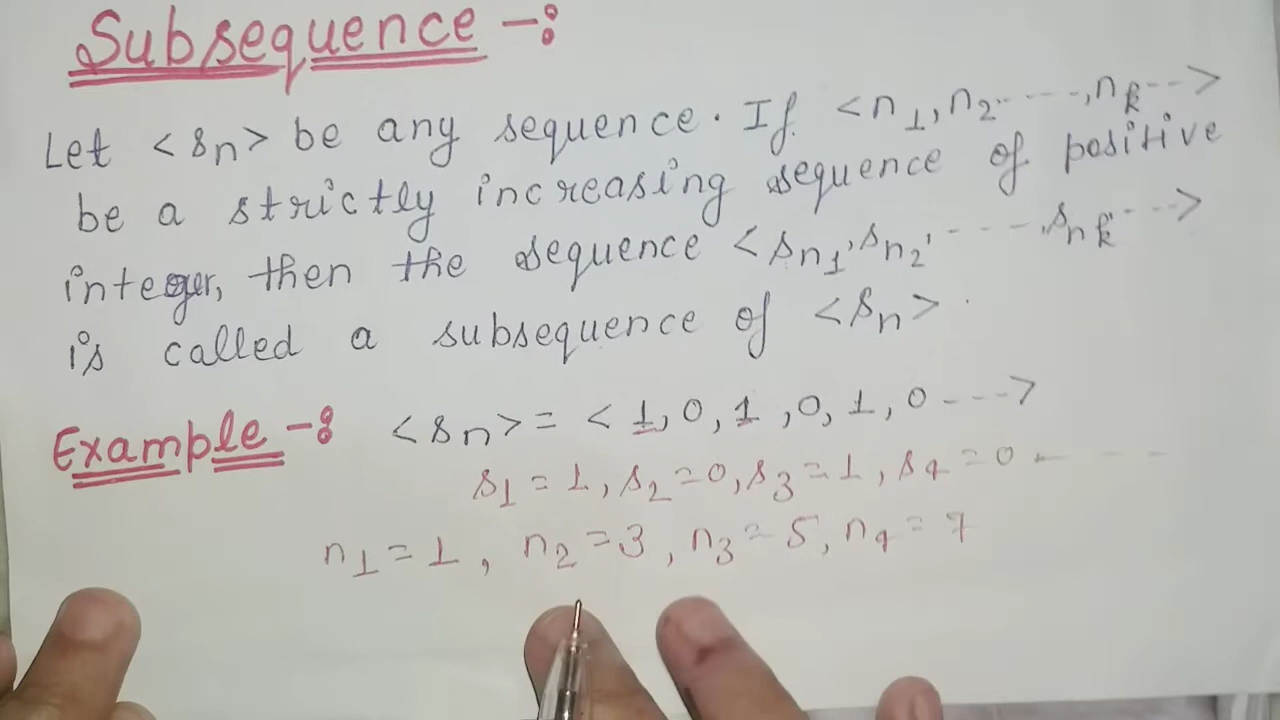 Subsequence -:
Let <sn> be any sequence. If <n1, n2......, nk...>
be a strictly increasing sequence of positive
integer, then the sequence <sn1, sn2, ....., snk...>
is called a subsequence of <sn>.
Example -: <sn> = <1, 0, 1, 0, 1, 0 ...>
s1 = 1, s2 = 0, s3 = 1, s4 = 0 - - - -
n1 = 1, n2 = 3, n3 = 5, n4 = 7